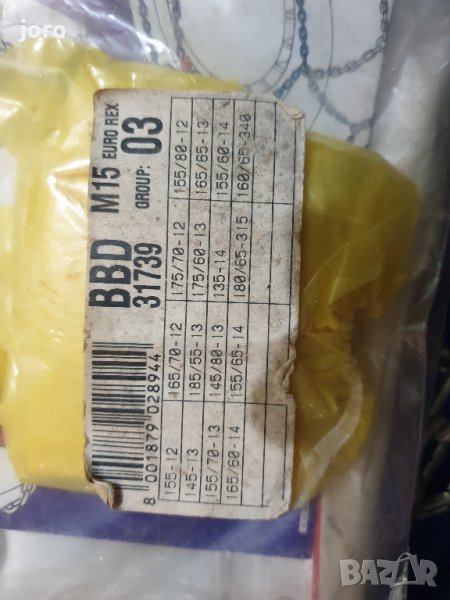 joro
BBD M15 EURO REX
31739 GROUP: 03
8 001879 028944
155-12 165/70-12 175/70-12 155/80-12
145-13 185/55-13 175/60-13 165/65-13
155/70-13 145/80-13 135-14 155/60-14
165/60-14 155/65-14 180/65-315 160/65-340
BAZAR